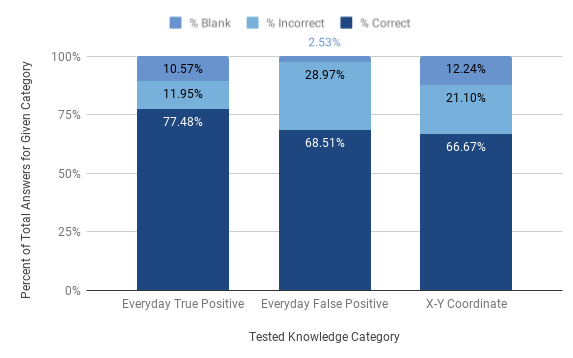 % Blank % Incorrect % Correct
2.53%
100%
10.57% 28.97% 12.24%
11.95% 21.10%
75%
77.48% 68.51% 66.67%
50%
25%
0%
Percent of Total Answers for Given Category
Everyday True Positive Everyday False Positive X-Y Coordinate
Tested Knowledge Category